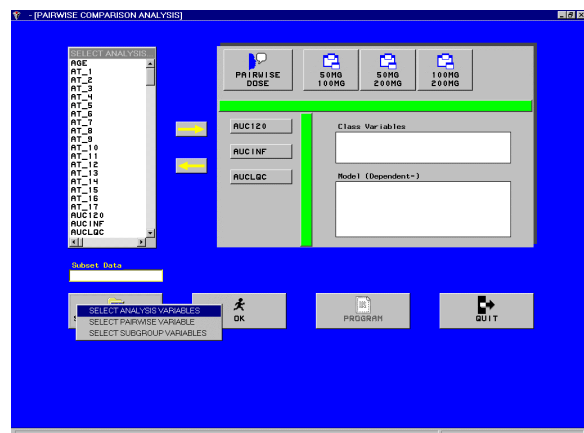 - [PAIRWISE COMPARISON ANALYSIS]
SELECT ANALYSIS...
AGE
AT_1
AT_2
AT_3
AT_4
AT_5
AT_6
AT_7
AT_8
AT_9
AT_10
AT_11
AT_12
AT_13
AT_14
AT_15
AT_16
AT_17
AUC120
AUCINF
AUCLQC
PAIRWISE
DOSE
50MG
100MG
50MG
200MG
100MG
200MG
AUC120
AUCINF
AUCLQC
Class Variables
Model (Dependent=)
Subset Data
SELECT ANALYSIS VARIABLES
SELECT PAIRWISE VARIABLE
SELECT SUBGROUP VARIABLES
OK
PROGRAM
QUIT